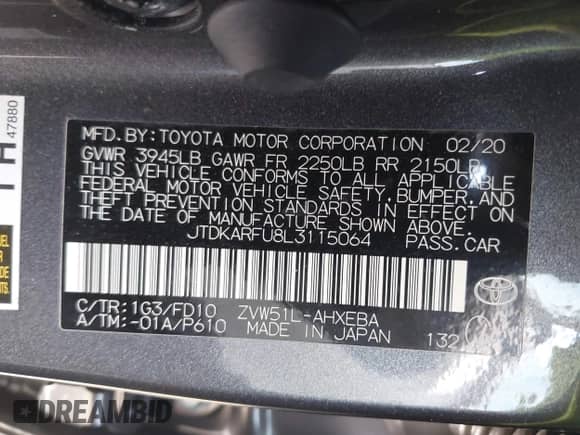 MFD.BY:TOYOTA MOTOR CORPORATION 02/20
GVWR 3945LB GAWR FR 2250LB RR 2150LB
THIS VEHICLE CONFORMS TO ALL APPLICABLE
FEDERAL MOTOR VEHICLE SAFETY,BUMPER,AND
THEFT PREVENTION STANDARDS IN EFFECT ON
THE DATE OF MANUFACTURE SHOWN ABOVE.
JTDKARFU8L3115064 PASS.CAR
C/TR:1G3/FD10 ZVW51L-AHXEBA
A/TM:-01A/P610 MADE IN JAPAN 132
47880
DREAMBID